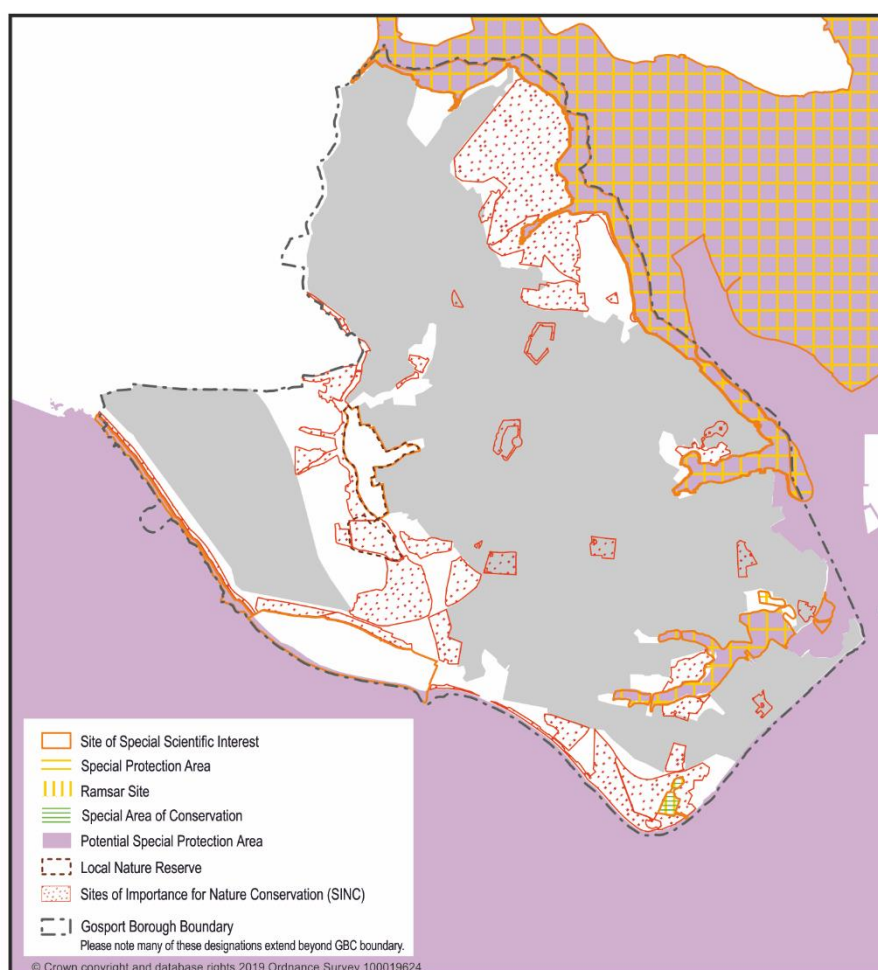 Site of Special Scientific Interest
Special Protection Area
Ramsar Site
Special Area of Conservation
Potential Special Protection Area
Local Nature Reserve
Sites of Importance for Nature Conservation (SINC)
Gosport Borough Boundary
Please note many of these designations extend beyond GBC boundary.
© Crown copyright and database rights 2019 Ordnance Survey 100019624